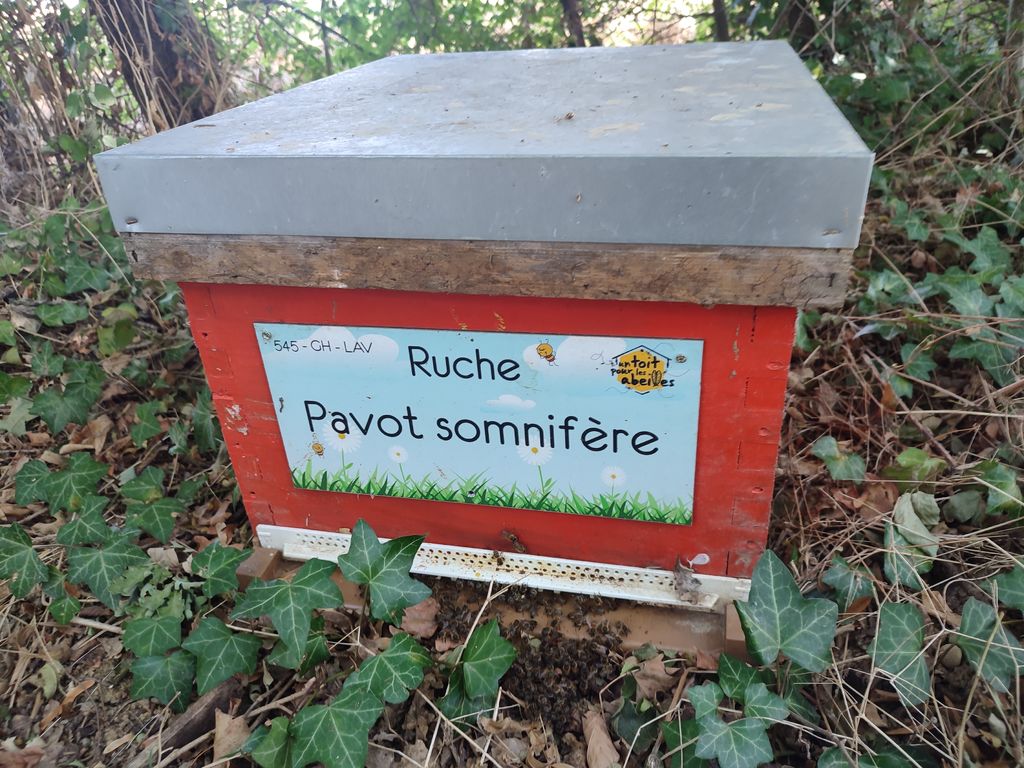 545 - GH - LAV
Ruche
Pavot somnifère
un toit
pour les
abeilles